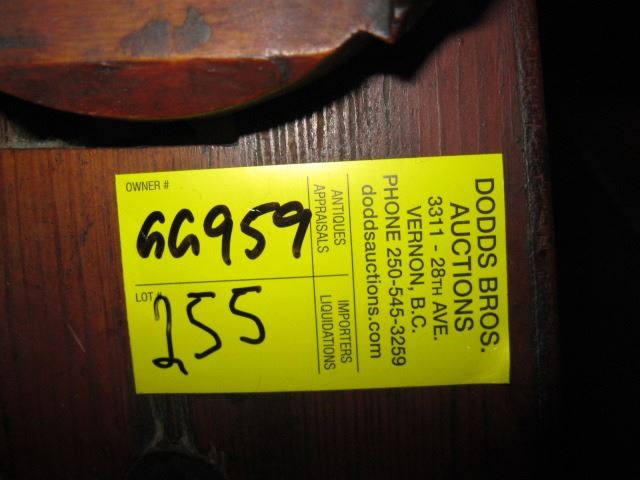 OWNER #
GG959
LOT #
255
ANTIQUES
APPRAISALS
IMPORTERS
LIQUIDATIONS
DODDS BROS.
AUCTIONS
3311 - 28TH AVE.
VERNON, B.C.
PHONE 250-545-3259
doddsauctions.com